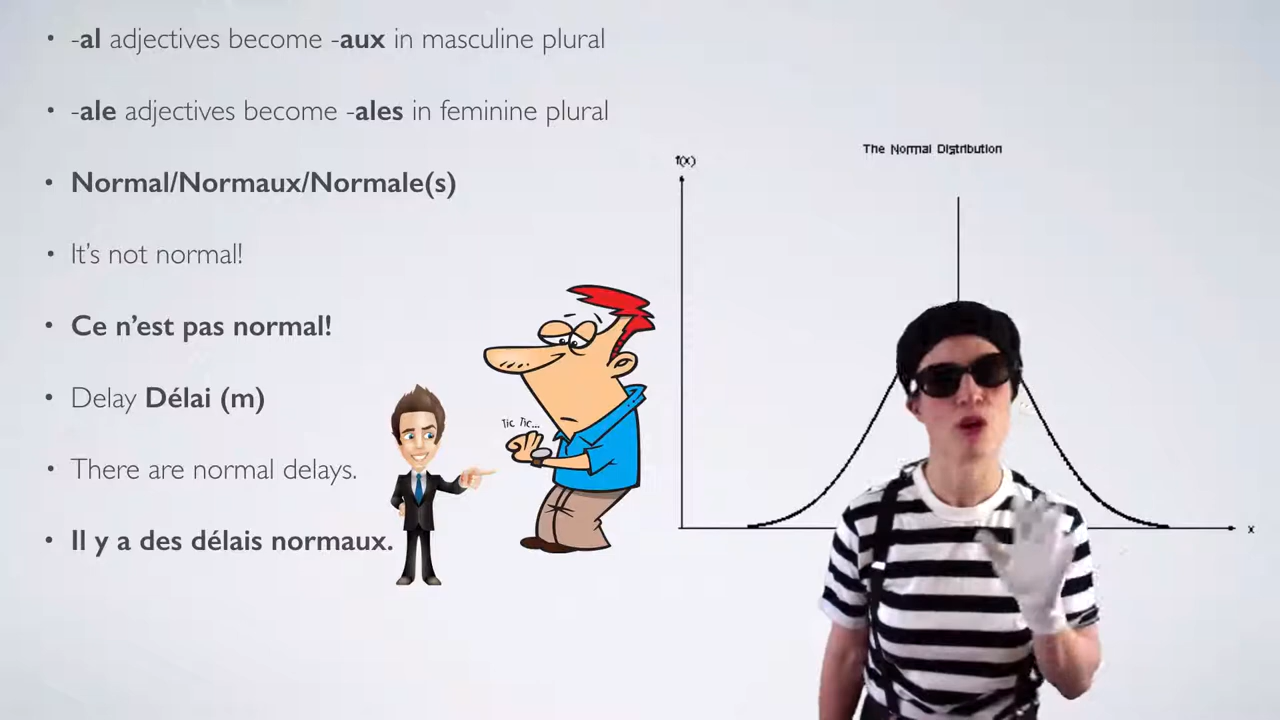 -al adjectives become -aux in masculine plural
-ale adjectives become -ales in feminine plural
Normal/Normaux/Normale(s)
It's not normal!
Ce n'est pas normal!
Delay Délai (m)
There are normal delays.
Il y a des délais normaux.
Tic Tic...
The Normal Distribution
f(x)
x